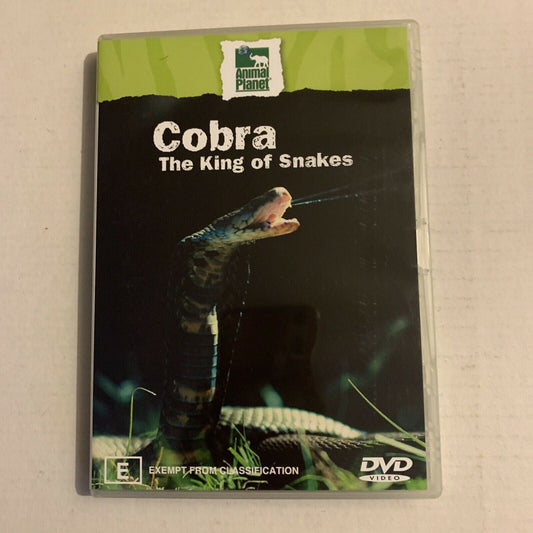 Animal
Planet
Cobra
The King of Snakes
E
EXEMPT FROM CLASSIFICATION
DVD
VIDEO